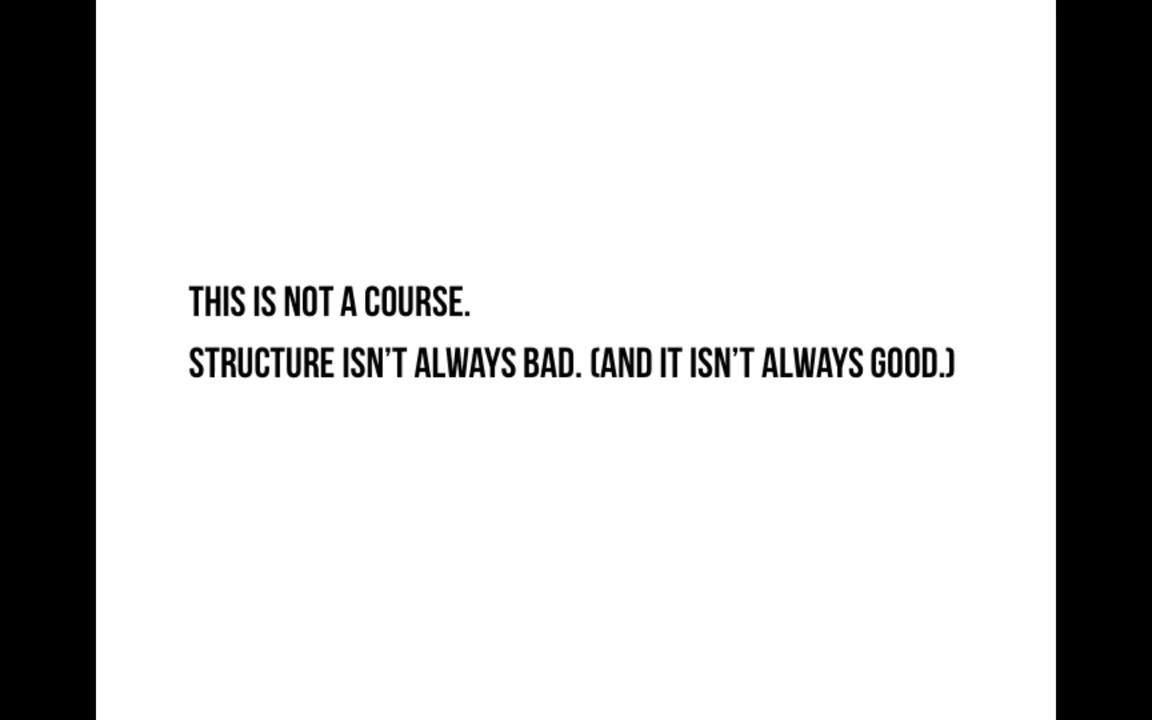 THIS IS NOT A COURSE.
STRUCTURE ISN’T ALWAYS BAD. (AND IT ISN’T ALWAYS GOOD.)